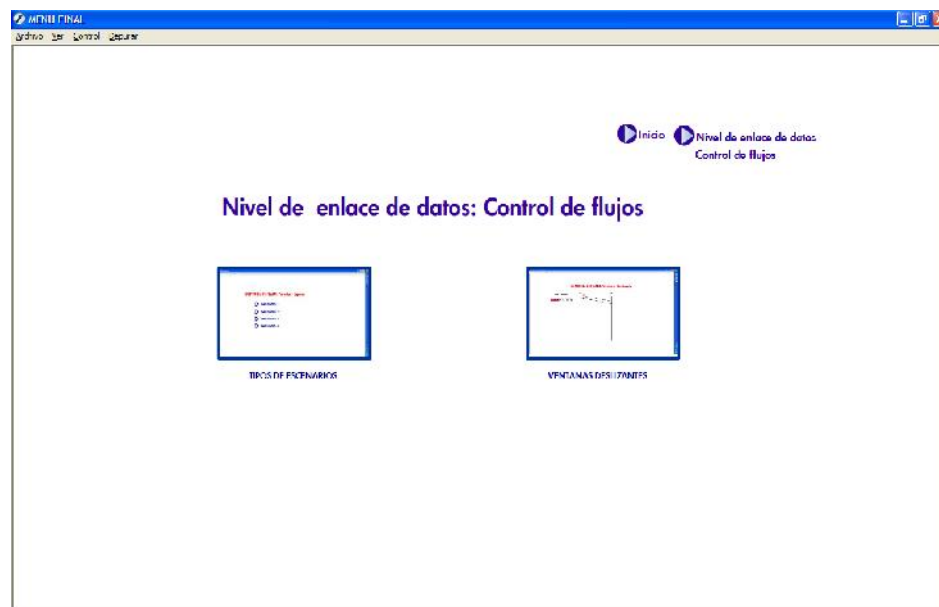 MENU FINAL
Archivo Ver Control Depurar
Inicio
Nivel de enlace de datos
Control de flujos
Nivel de enlace de datos: Control de flujos
TIPOS DE ESCENARIOS
VENTANAS DESLIZANTES